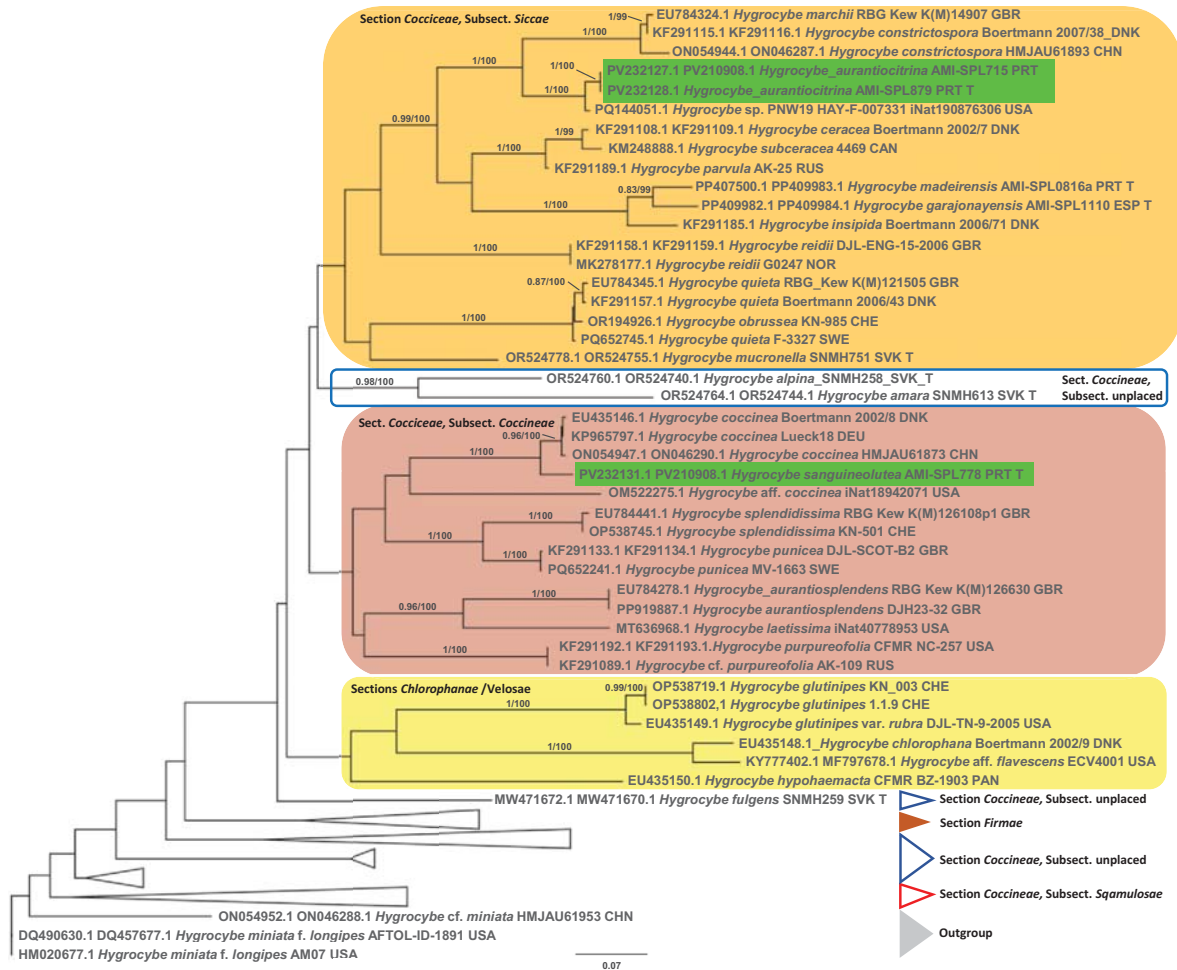 Section Cocciceae, Subsect. Siccae
1/99
EU784324.1 Hygrocybe marchii RBG Kew K(M)14907 GBR
KF291115.1 KF291116.1 Hygrocybe constrictospora Boertmann 2007/38_DNK
1/100
ON054944.1 ON046287.1 Hygrocybe constrictospora HMJAU61893 CHN
1/100
1/100
PV232127.1 PV210908.1 Hygrocybe_aurantiocitrina AMI-SPL715 PRT
PV232128.1 Hygrocybe_aurantiocitrina AMI-SPL879 PRT T
1/100
PQ144051.1 Hygrocybe sp. PNW19 HAY-F-007331 iNat190876306 USA
0.99/100
1/99
KF291108.1 KF291109.1 Hygrocybe ceracea Boertmann 2002/7 DNK
KM248888.1 Hygrocybe subceracea 4469 CAN
1/100
1/100
KF291189.1 Hygrocybe parvula AK-25 RUS
0.83/99
PP407500.1 PP409983.1 Hygrocybe madeirensis AMI-SPL0816a PRT T
PP409982.1 PP409984.1 Hygrocybe garajonayensis AMI-SPL1110 ESP T
1/100
KF291185.1 Hygrocybe insipida Boertmann 2006/71 DNK
1/100
KF291158.1 KF291159.1 Hygrocybe reidii DJL-ENG-15-2006 GBR
MK278177.1 Hygrocybe reidii G0247 NOR
0.87/100
EU784345.1 Hygrocybe quieta RBG_Kew K(M)121505 GBR
KF291157.1 Hygrocybe quieta Boertmann 2006/43 DNK
1/100
OR194926.1 Hygrocybe obrussea KN-985 CHE
PQ652745.1 Hygrocybe quieta F-3327 SWE
OR524778.1 OR524755.1 Hygrocybe mucronella SNMH751 SVK T
0.98/100
OR524760.1 OR524740.1 Hygrocybe alpina_SNMH258_SVK_T
OR524764.1 OR524744.1 Hygrocybe amara SNMH613 SVK T
Sect. Coccineae,
Subsect. unplaced
Sect. Cocciceae, Subsect. Coccineae
EU435146.1 Hygrocybe coccinea Boertmann 2002/8 DNK
0.96/100
KP965797.1 Hygrocybe coccinea Lueck18 DEU
ON054947.1 ON046290.1 Hygrocybe coccinea HMJAU61873 CHN
1/100
PV232131.1 PV210908.1 Hygrocybe sanguineolutea AMI-SPL778 PRT T
OM522275.1 Hygrocybe aff. coccinea iNat18942071 USA
1/100
EU784441.1 Hygrocybe splendidissima RBG Kew K(M)126108p1 GBR
OP538745.1 Hygrocybe splendidissima KN-501 CHE
1/100
1/100
KF291133.1 KF291134.1 Hygrocybe punicea DJL-SCOT-B2 GBR
PQ652241.1 Hygrocybe punicea MV-1663 SWE
1/100
EU784278.1 Hygrocybe_aurantiosplendens RBG Kew K(M)126630 GBR
PP919887.1 Hygrocybe aurantiosplendens DJH23-32 GBR
0.96/100
MT636968.1 Hygrocybe laetissima iNat40778953 USA
1/100
KF291192.1 KF291193.1.Hygrocybe purpureofolia CFMR NC-257 USA
KF291089.1 Hygrocybe cf. purpureofolia AK-109 RUS
Sections Chlorophanae /Velosae
0.99/100
OP538719.1 Hygrocybe glutinipes KN_003 CHE
OP538802,1 Hygrocybe glutinipes 1.1.9 CHE
1/100
EU435149.1 Hygrocybe glutinipes var. rubra DJL-TN-9-2005 USA
1/100
EU435148.1_Hygrocybe chlorophana Boertmann 2002/9 DNK
KY777402.1 MF797678.1 Hygrocybe aff. flavescens ECV4001 USA
EU435150.1 Hygrocybe hypohaemacta CFMR BZ-1903 PAN
MW471672.1 MW471670.1 Hygrocybe fulgens SNMH259 SVK T
Section Coccineae, Subsect. unplaced
Section Firmae
Section Coccineae, Subsect. unplaced
Section Coccineae, Subsect. Sqamulosae
Outgroup
ON054952.1 ON046288.1 Hygrocybe cf. miniata HMJAU61953 CHN
DQ490630.1 DQ457677.1 Hygrocybe miniata f. longipes AFTOL-ID-1891 USA
HM020677.1 Hygrocybe miniata f. longipes AM07 USA
0.07